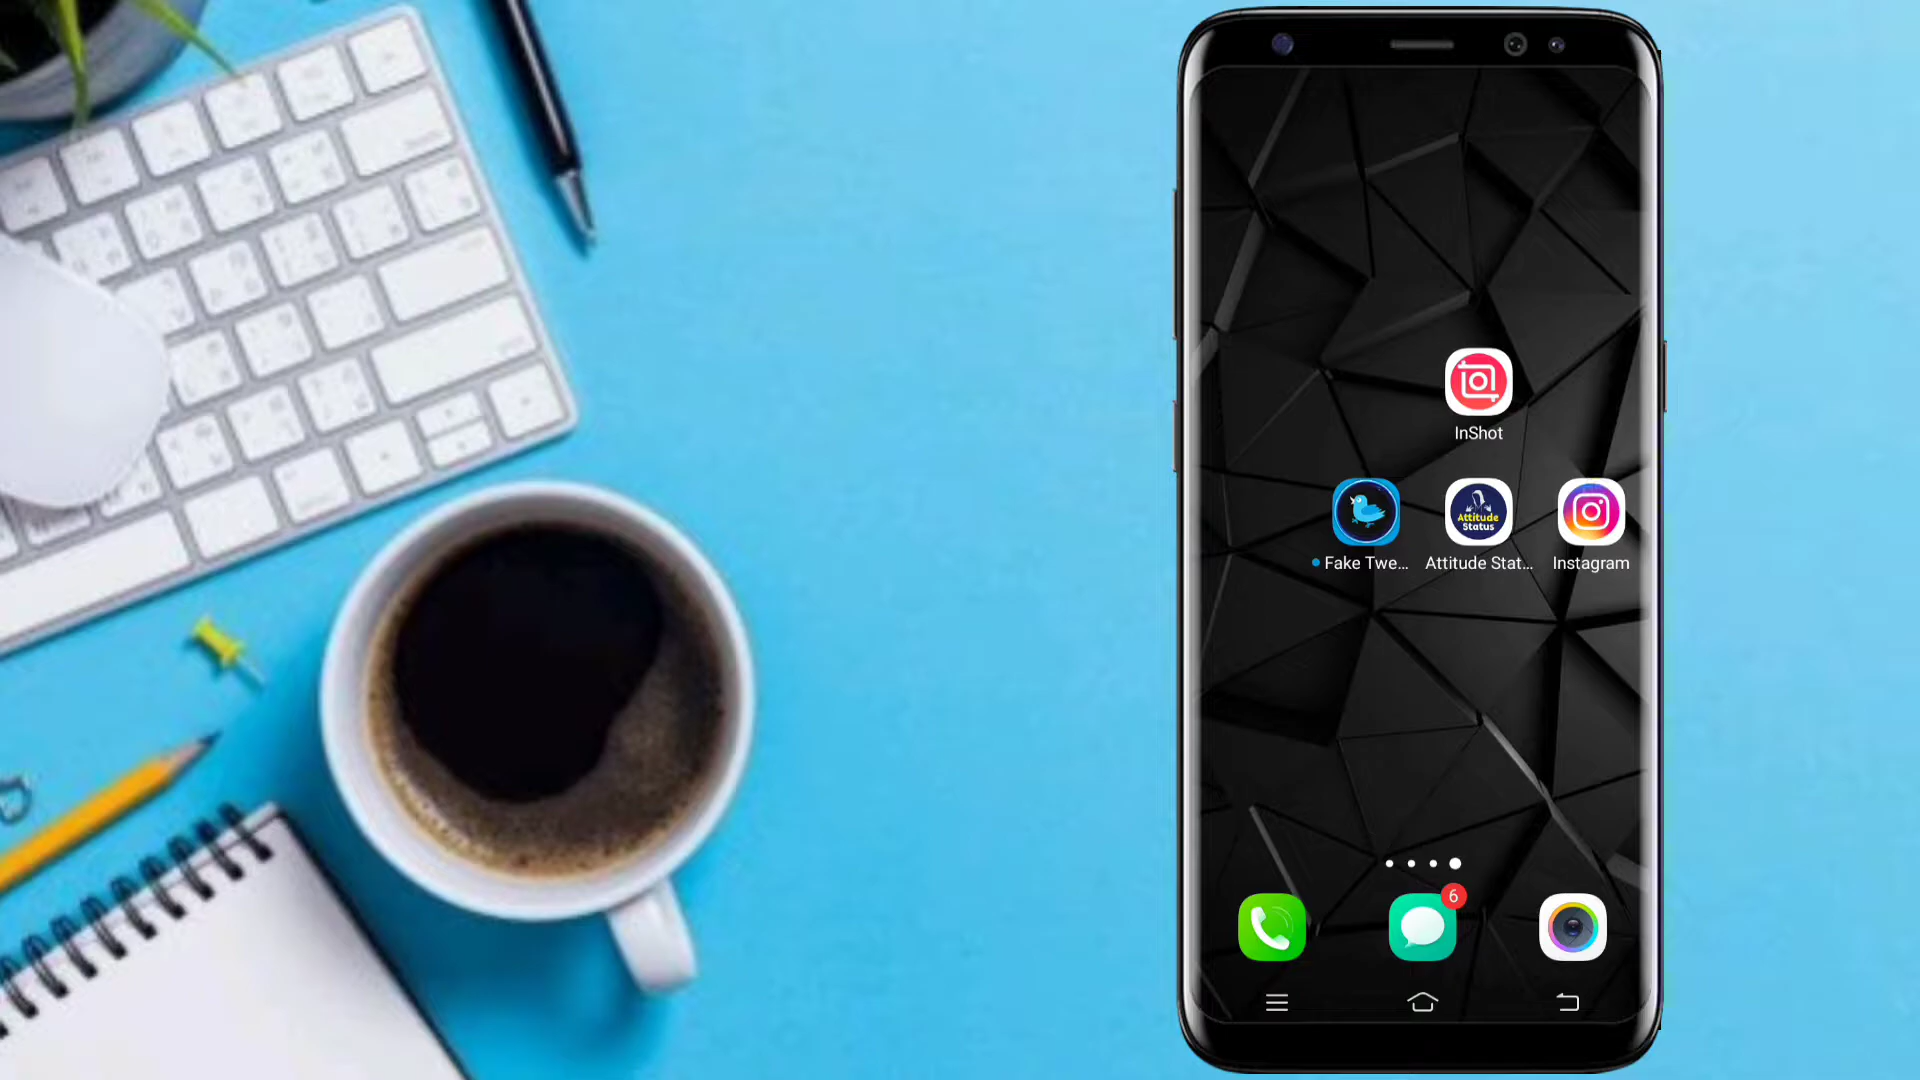 InShot
Attitude
Status
Fake Twe...
Attitude Stat...
Instagram
6